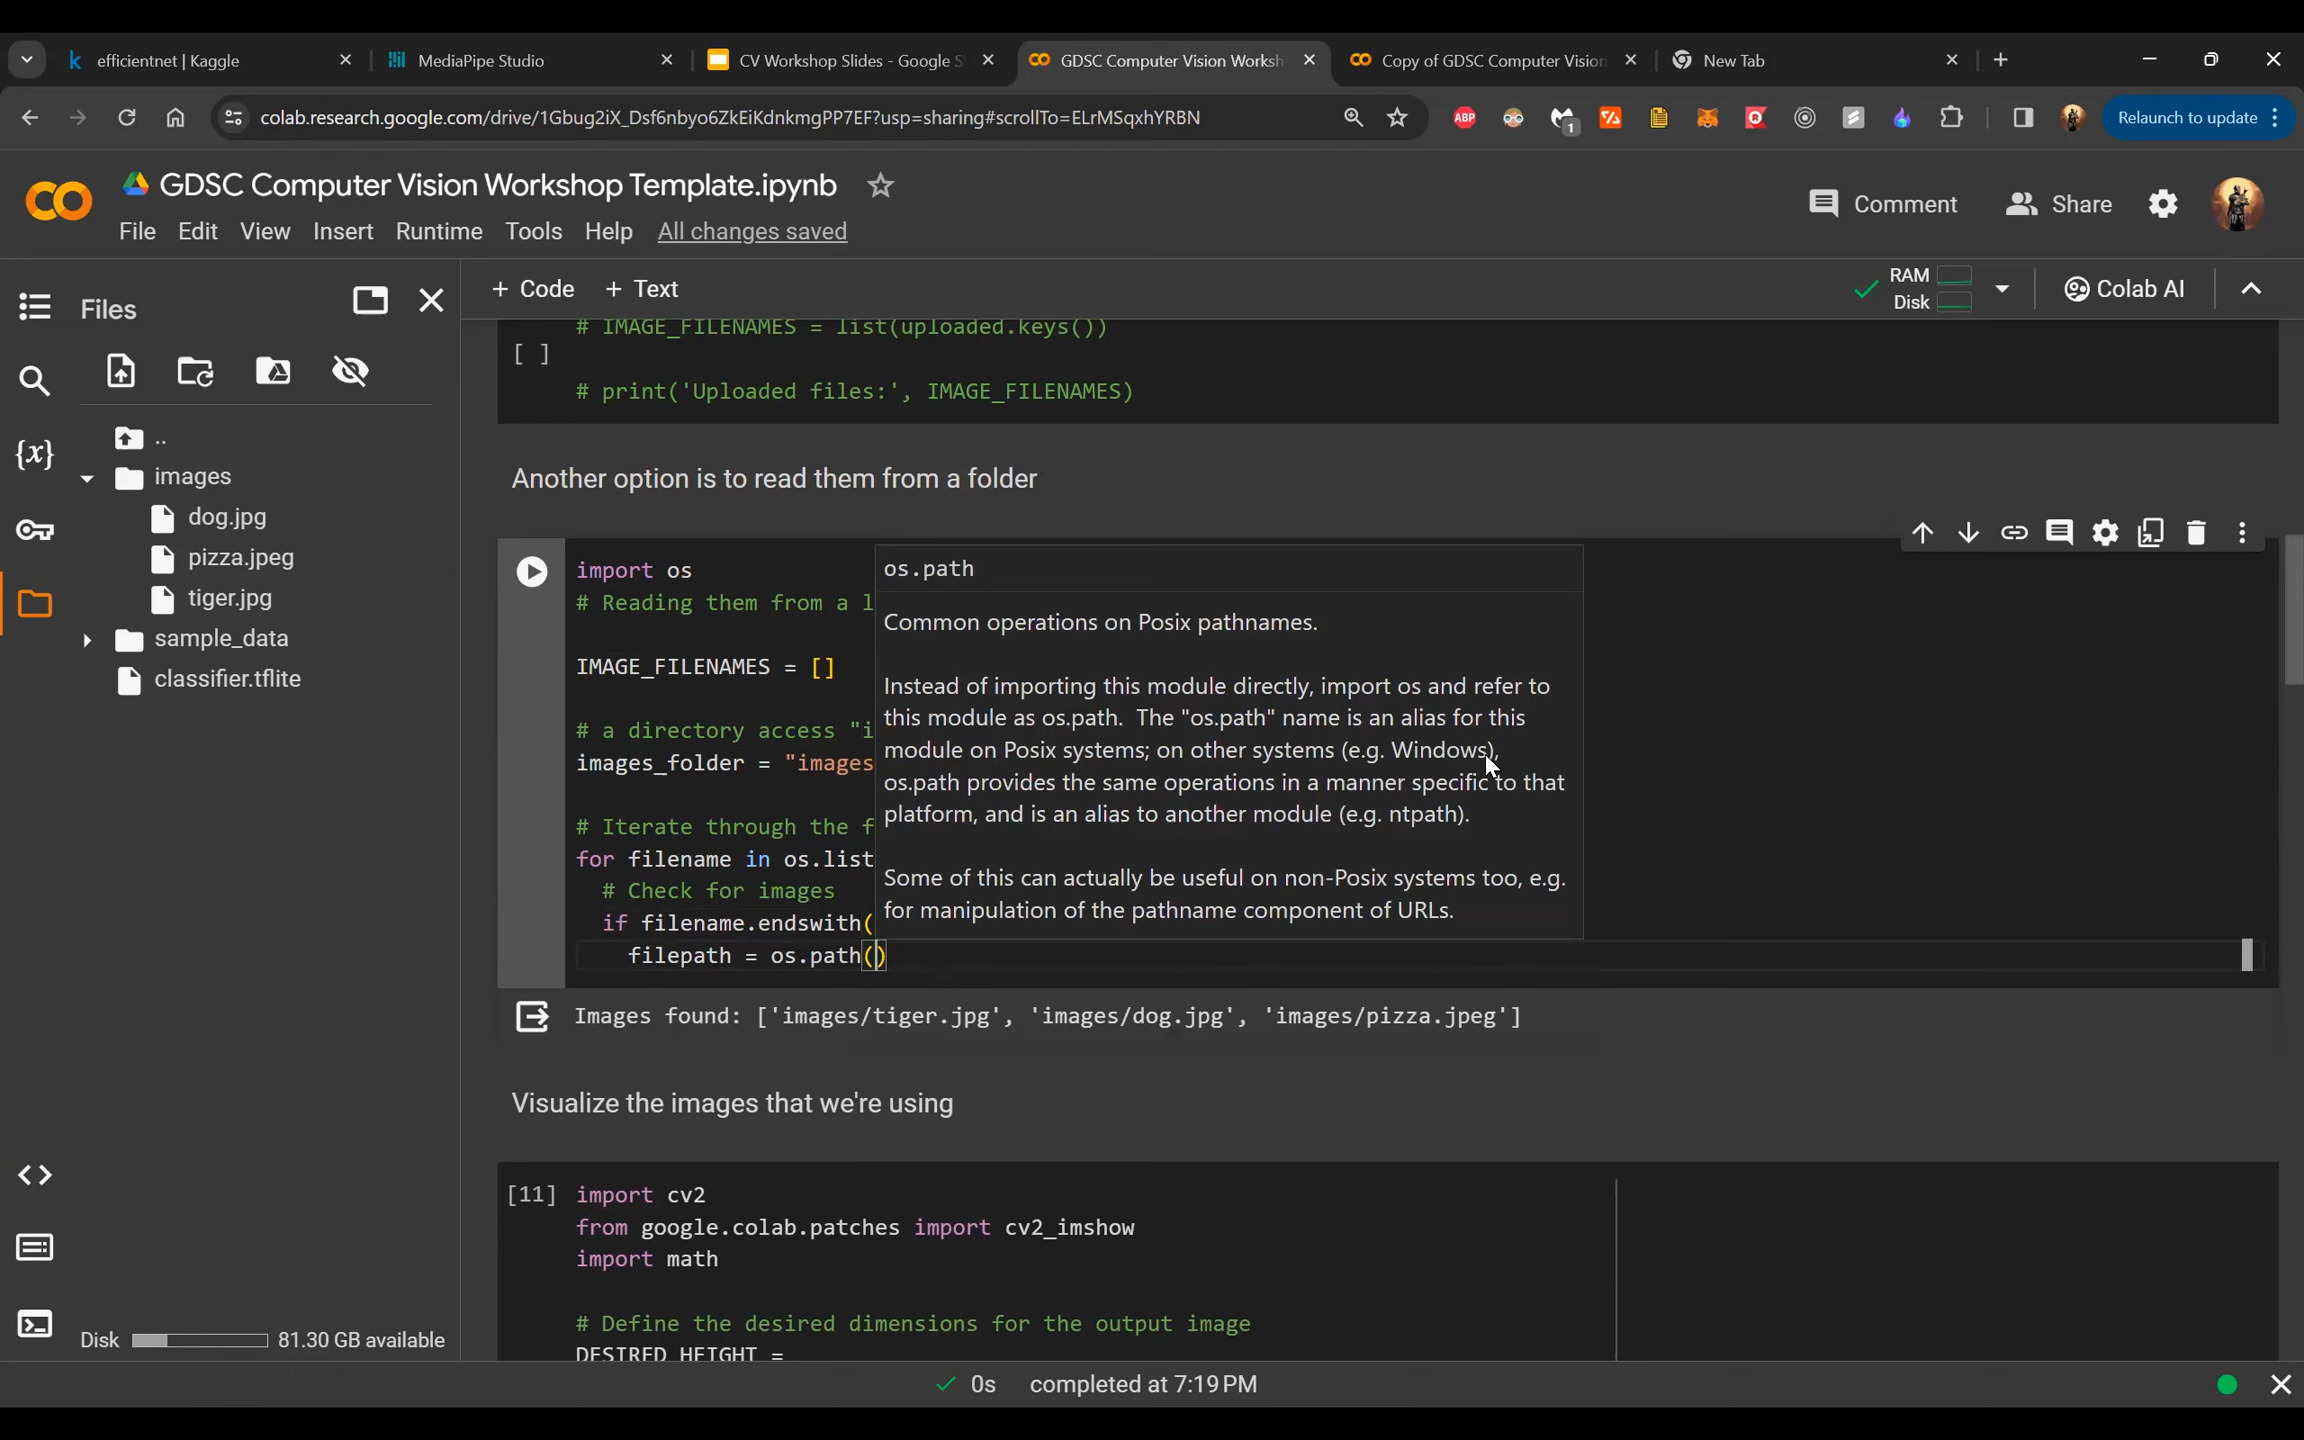 efficientnet | Kaggle
MediaPipe Studio
CV Workshop Slides - Google S
GDSC Computer Vision Worksh
Copy of GDSC Computer Vision
New Tab
colab.research.google.com/drive/1Gbug2iX_Dsf6nbyo6ZkEiKdnkmgPP7EF?usp=sharing#scrollTo=ELrMSqxhYRBN
ABP
1
Relaunch to update
GDSC Computer Vision Workshop Template.ipynb
Comment
Share
File Edit View Insert Runtime Tools Help All changes saved
Files
+ Code + Text
RAM
Disk
Colab AI
..
images
dog.jpg
pizza.jpeg
tiger.jpg
sample_data
classifier.tflite
{x}
# IMAGE_FILENAMES = list(uploaded.keys())
[ ]
# print('Uploaded files:', IMAGE_FILENAMES)
Another option is to read them from a folder
import os
# Reading them from a l
IMAGE_FILENAMES = []
# a directory access "i
images_folder = "images
# Iterate through the f
for filename in os.list
# Check for images
if filename.endswith(
filepath = os.path()
os.path
Common operations on Posix pathnames.
Instead of importing this module directly, import os and refer to
this module as os.path. The "os.path" name is an alias for this
module on Posix systems; on other systems (e.g. Windows),
os.path provides the same operations in a manner specific to that
platform, and is an alias to another module (e.g. ntpath).
Some of this can actually be useful on non-Posix systems too, e.g.
for manipulation of the pathname component of URLs.
Images found: ['images/tiger.jpg', 'images/dog.jpg', 'images/pizza.jpeg']
Visualize the images that we're using
[11] import cv2
from google.colab.patches import cv2_imshow
import math
# Define the desired dimensions for the output image
DESIRED_HEIGHT =
Disk 81.30 GB available
0s completed at 7:19 PM